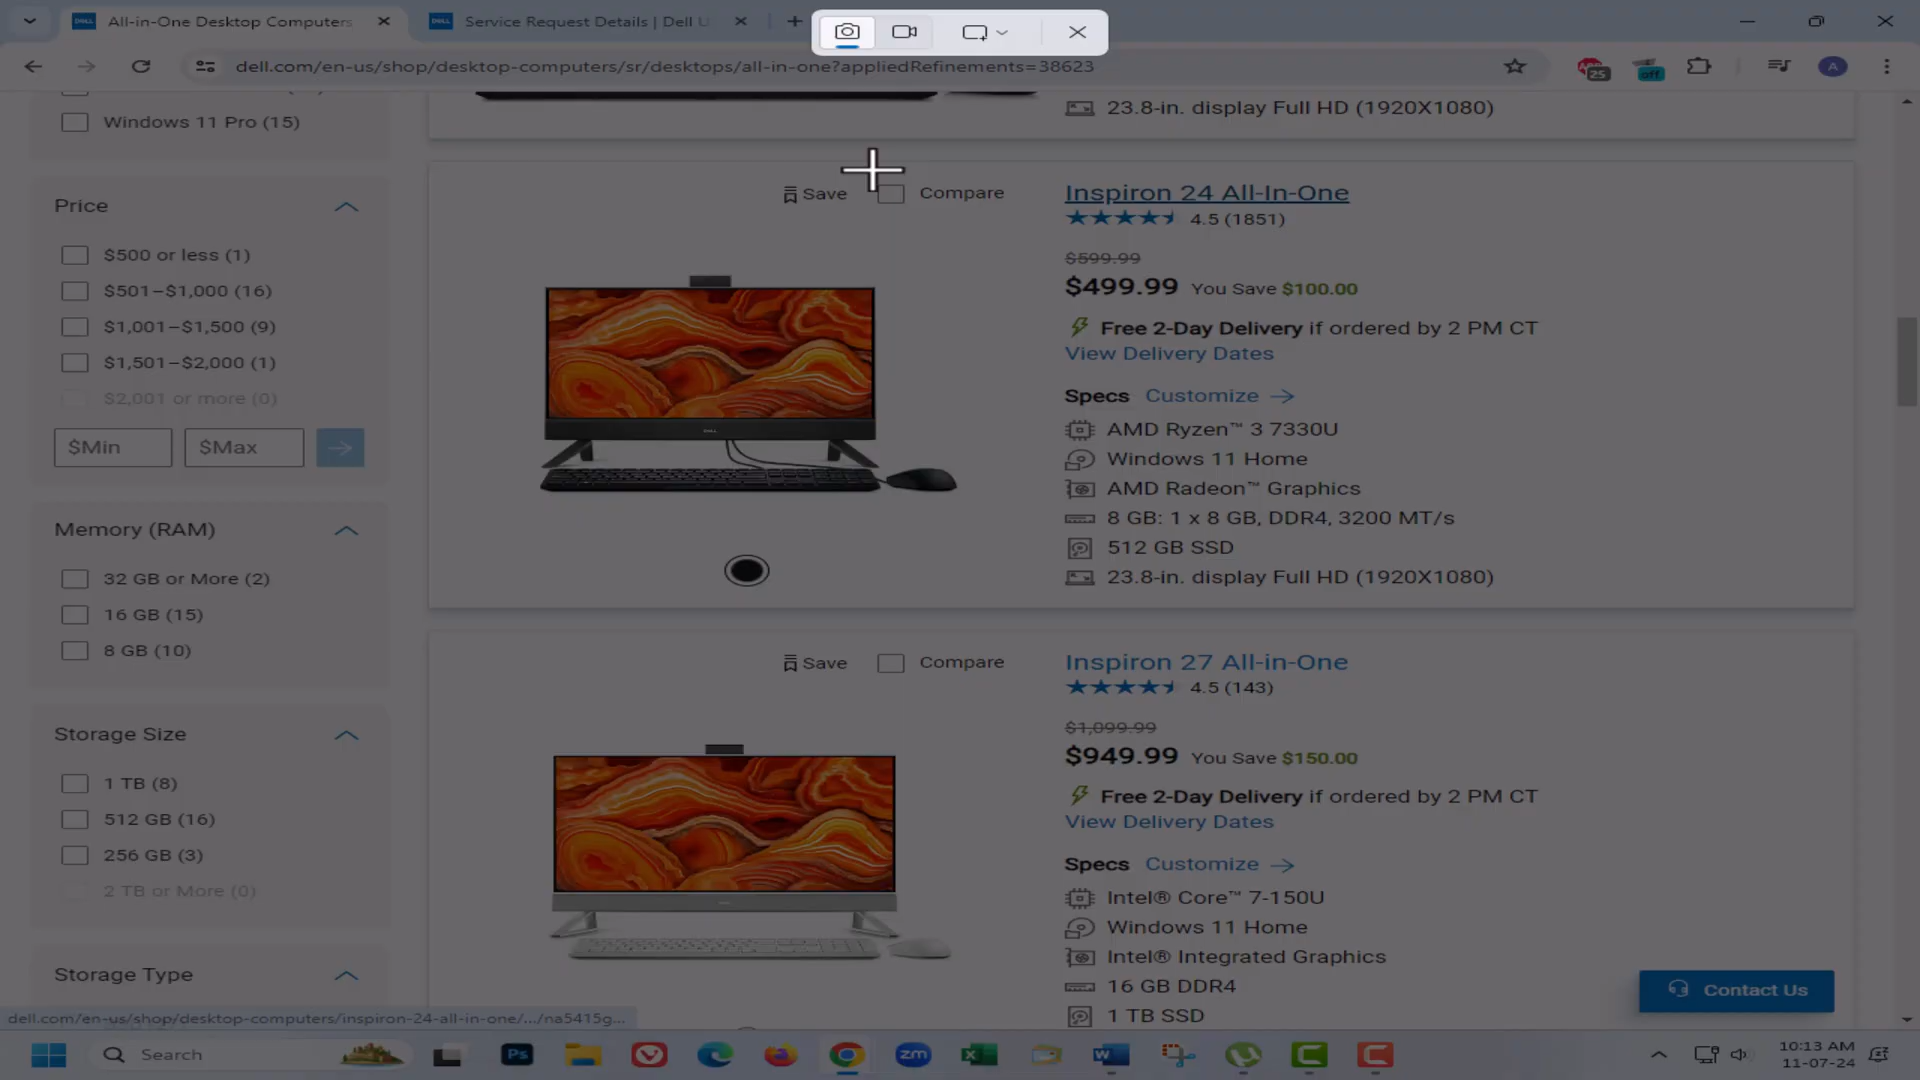 All-in-One Desktop Computers
Service Request Details | Dell U
dell.com/en-us/shop/desktop-computers/sr/desktops/all-in-one?appliedRefinements=38623
25
off
A
Windows 11 Pro (15)
Price
$500 or less (1)
$501–$1,000 (16)
$1,001–$1,500 (9)
$1,501–$2,000 (1)
$2,001 or more (0)
$Min
$Max
Memory (RAM)
32 GB or More (2)
16 GB (15)
8 GB (10)
Storage Size
1 TB (8)
512 GB (16)
256 GB (3)
2 TB or More (0)
Storage Type
23.8-in. display Full HD (1920X1080)
Save
Compare
Inspiron 24 All-In-One
4.5 (1851)
$599.99
$499.99 You Save $100.00
Free 2-Day Delivery if ordered by 2 PM CT
View Delivery Dates
Specs Customize
AMD Ryzen™ 3 7330U
Windows 11 Home
AMD Radeon™ Graphics
8 GB: 1 x 8 GB, DDR4, 3200 MT/s
512 GB SSD
23.8-in. display Full HD (1920X1080)
Save
Compare
Inspiron 27 All-in-One
4.5 (143)
$1,099.99
$949.99 You Save $150.00
Free 2-Day Delivery if ordered by 2 PM CT
View Delivery Dates
Specs Customize
Intel® Core™ 7-150U
Windows 11 Home
Intel® Integrated Graphics
16 GB DDR4
1 TB SSD
Contact Us
dell.com/en-us/shop/desktop-computers/inspiron-24-all-in-one/.../na5415g...
Search
Ps
zm
10:13 AM
11-07-24